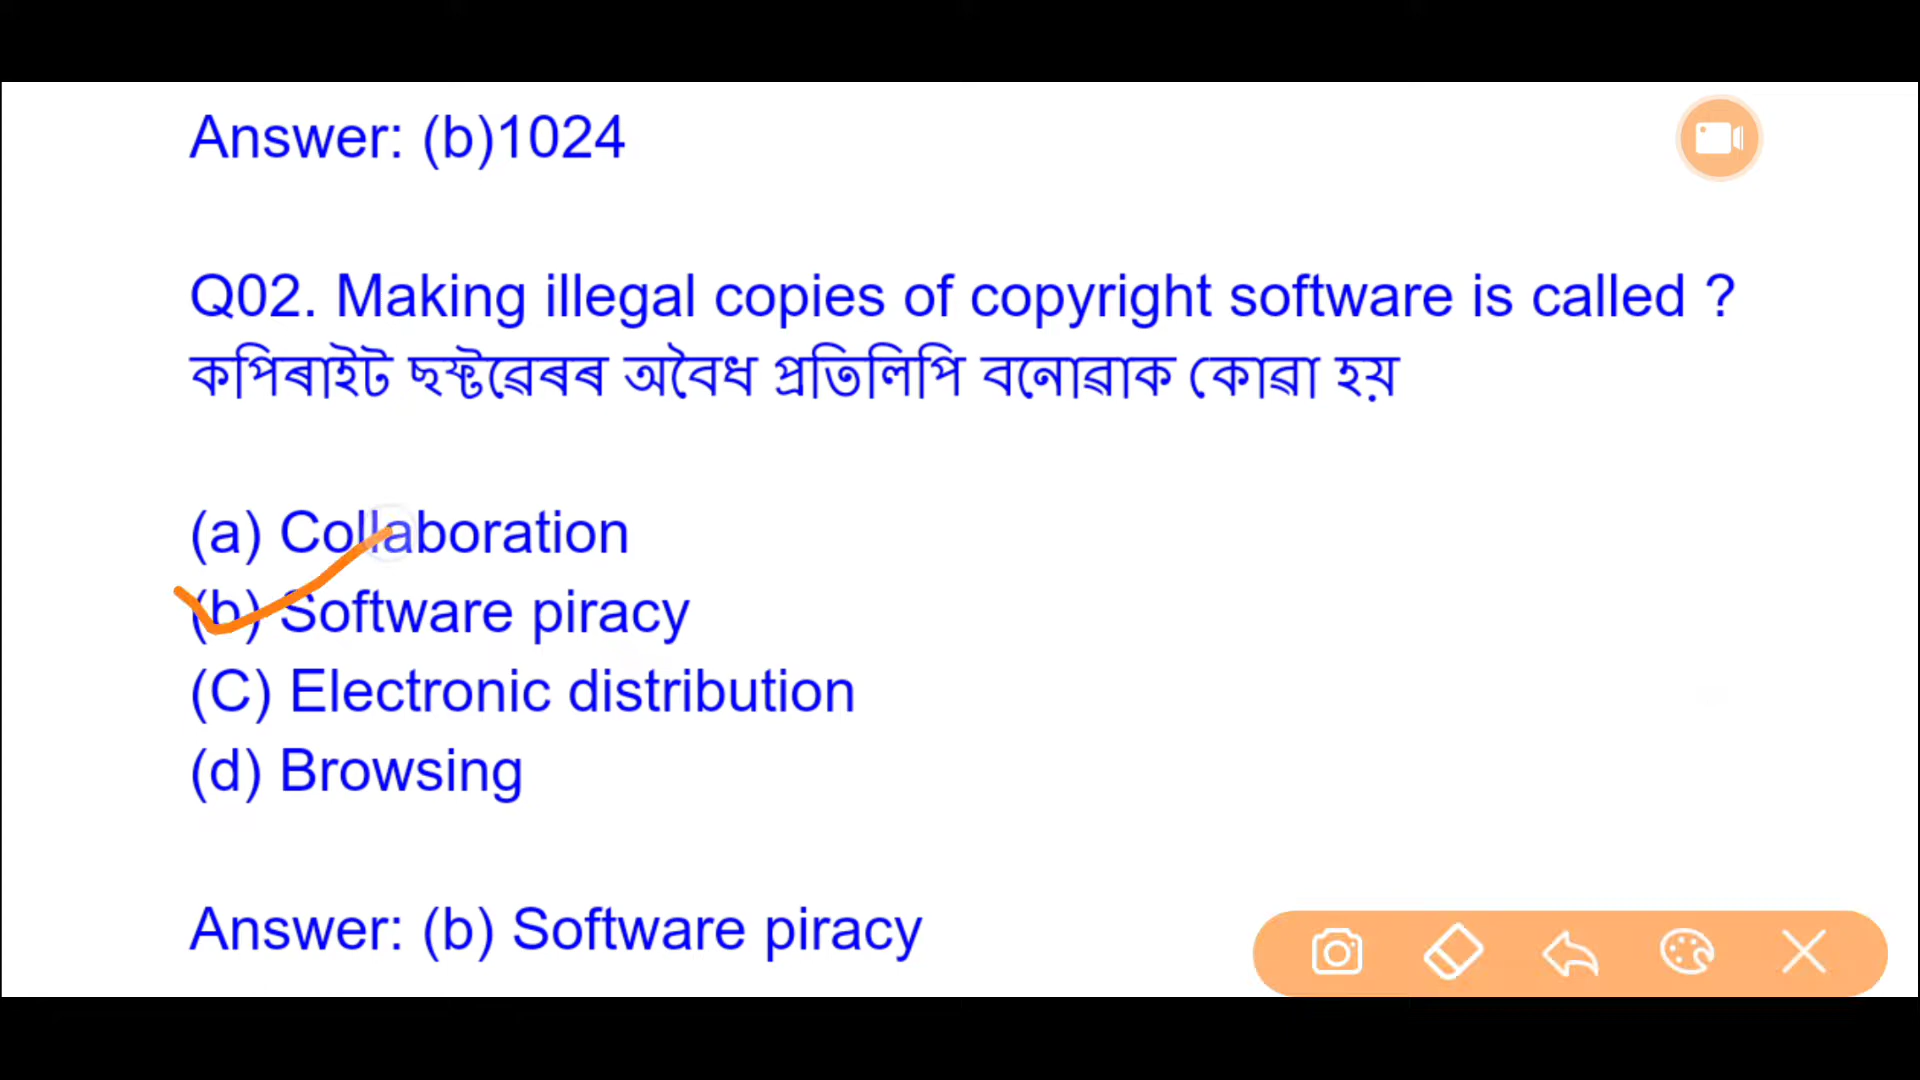 Answer: (b)1024
Q02. Making illegal copies of copyright software is called ?
কপিৰাইট ছফ্টৱেৰৰ অবৈধ প্ৰতিলিপি বনোৱাক কোৱা হয়
(a) Collaboration
(b) Software piracy
(C) Electronic distribution
(d) Browsing
Answer: (b) Software piracy